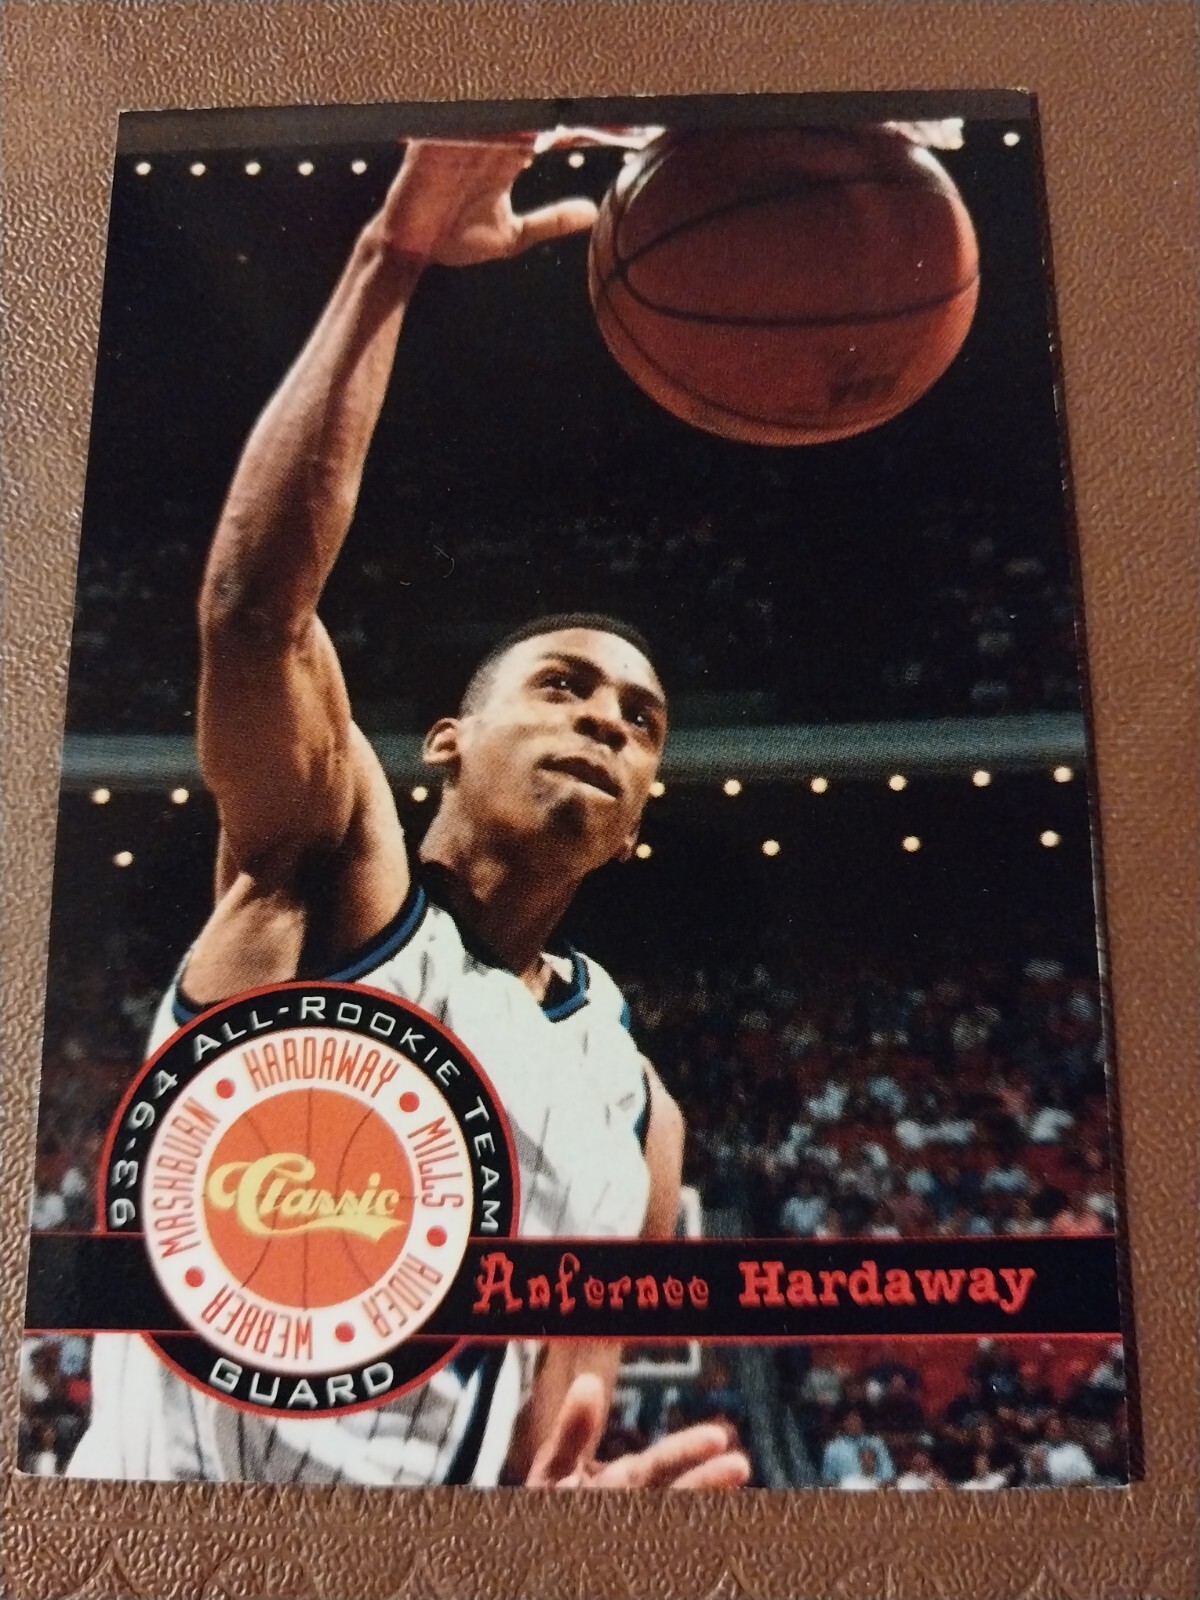 93-94 ALL-ROOKIE TEAM
HARDAWAY • MILLS • RIDER • WEBBER • MASHBURN •
Classic
GUARD
Anfernee Hardaway